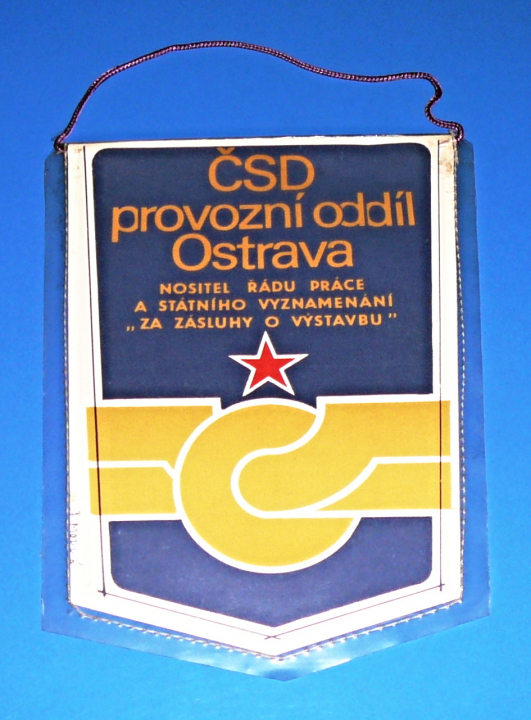 ČSD
provozní oddíl
Ostrava
NOSITEL ŘÁDU PRÁCE
A STÁTNÍHO VYZNAMENÁNÍ
„ZA ZÁSLUHY O VÝSTAVBU"